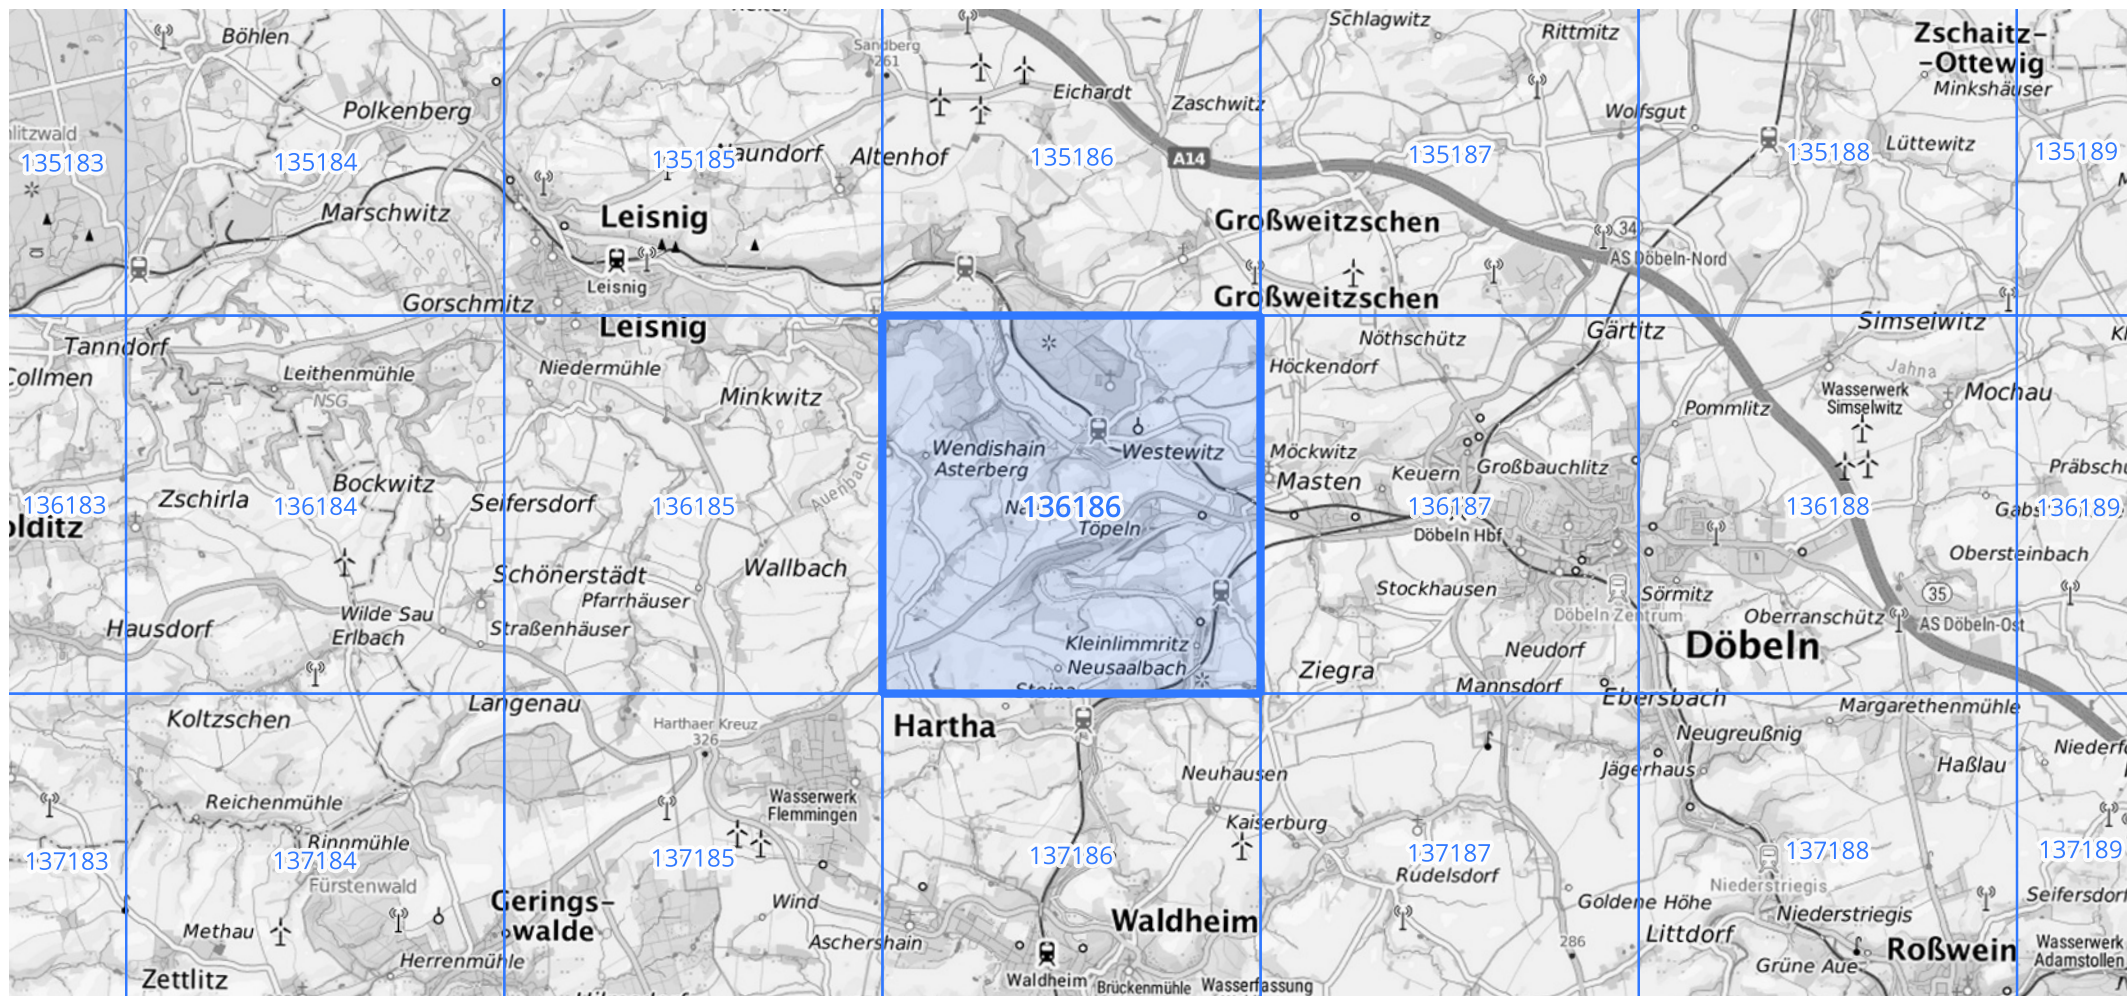 Böhlen
Schlagwitz
Rittmitz
Zschaitz-
-Ottewig
Sandberg
261
Eichardt
Zaschwitz
Minkshäuser
Polkenberg
Wolfsgut
Lüttewitz
135183
135184
135185
Naundorf
Altenhof
135186
A14
135187
135188
135189
Marschwitz
Leisnig
Großweitzschen
34
AS Döbeln-Nord
Leisnig
Gorschmitz
Großweitzschen
Leisnig
Simselwitz
Tanndorf
Nöthschütz
Gärtitz
Collmen
Leithenmühle
NSG
Niedermühle
Minkwitz
Höckendorf
Jahna
Wasserwerk
Simselwitz
Mochau
Pommlitz
Wendishain
Asterberg
Westewitz
Möckwitz
Masten
Keuern
Großbauchlitz
Präbschü
Auenbach
Bockwitz
Zschirla
Seifersdorf
136183
136184
136185
136186
136187
136188
136189
Gabs
olditz
Töpeln
Döbeln Hbf
Obersteinbach
Schönerstädt
Pfarrhäuser
Wallbach
Stockhausen
Sörmitz
35
Döbeln Zentrum
Oberranschütz
AS Döbeln-Ost
Wilde Sau
Erlbach
Hausdorf
Straßenhäuser
Kleinlimmritz
Neusaalbach
Neudorf
Döbeln
Ziegra
Mannsdorf
Steina
Ebersbach
Langenau
Koltzschen
Harthaer Kreuz
326
Hartha
Margarethenmühle
Neugreußnig
Niederfo
Neuhausen
Jägerhaus
Haßlau
Reichenmühle
Wasserwerk
Flemmingen
Kaiserburg
Rinnmühle
137183
137184
137185
137186
137187
137188
137189
Rudelsdorf
Fürstenwald
Niederstriegis
Seifersdorf
Gerings-
-walde
Wind
Waldheim
Goldene Höhe
Niederstriegis
Methau
Aschershain
286
Littdorf
Roßwein
Wasserwerk
Adamstollen
Herrenmühle
Grüne Aue
Zettlitz
Waldheim
Brückenmühle
Wasserfassung